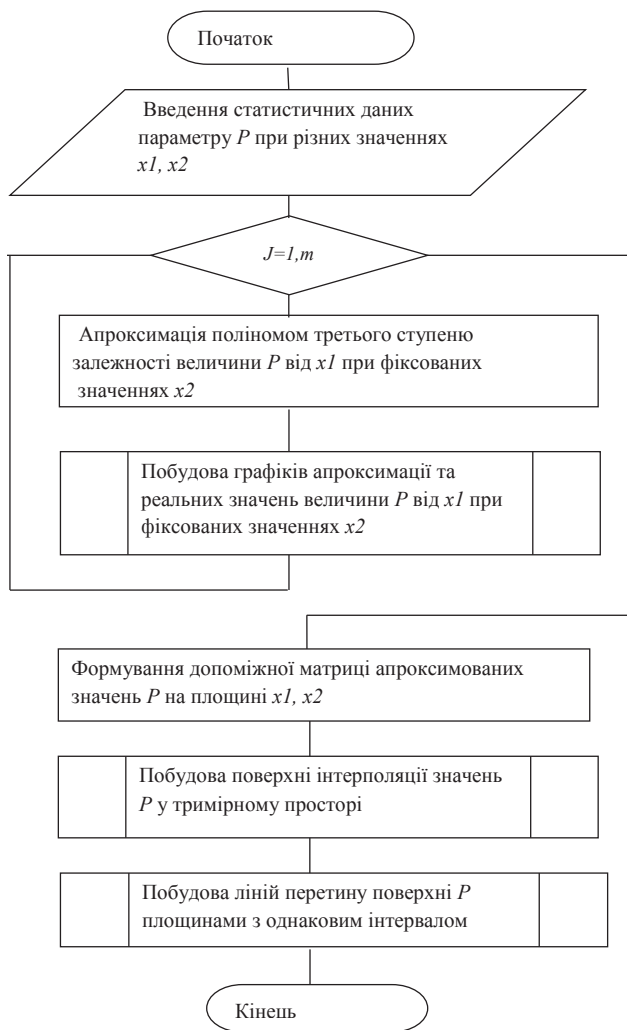 Початок
Введення статистичних даних
параметру P при різних значеннях
x1, x2
J=1,m
Апроксимація поліномом третього ступеню
залежності величини P від x1 при фіксованих
значеннях x2
Побудова графіків апроксимації та
реальних значень величини P від x1 при
фіксованих значеннях x2
Формування допоміжної матриці апроксимованих
значень P на площині x1, x2
Побудова поверхні інтерполяції значень
P у тримірному просторі
Побудова ліній перетину поверхні P
площинами з однаковим інтервалом
Кінець